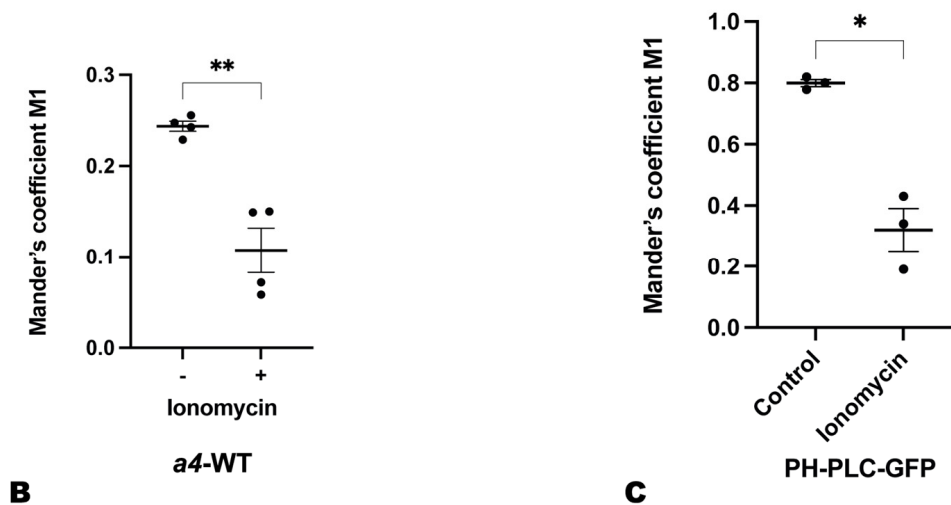 **
0.3
0.2
0.1
0.0
Mander's coefficient M1
- +
Ionomycin
a4-WT
B
*
1.0
0.8
0.6
0.4
0.2
0.0
Mander's coefficient M1
Control
Ionomycin
PH-PLC-GFP
C